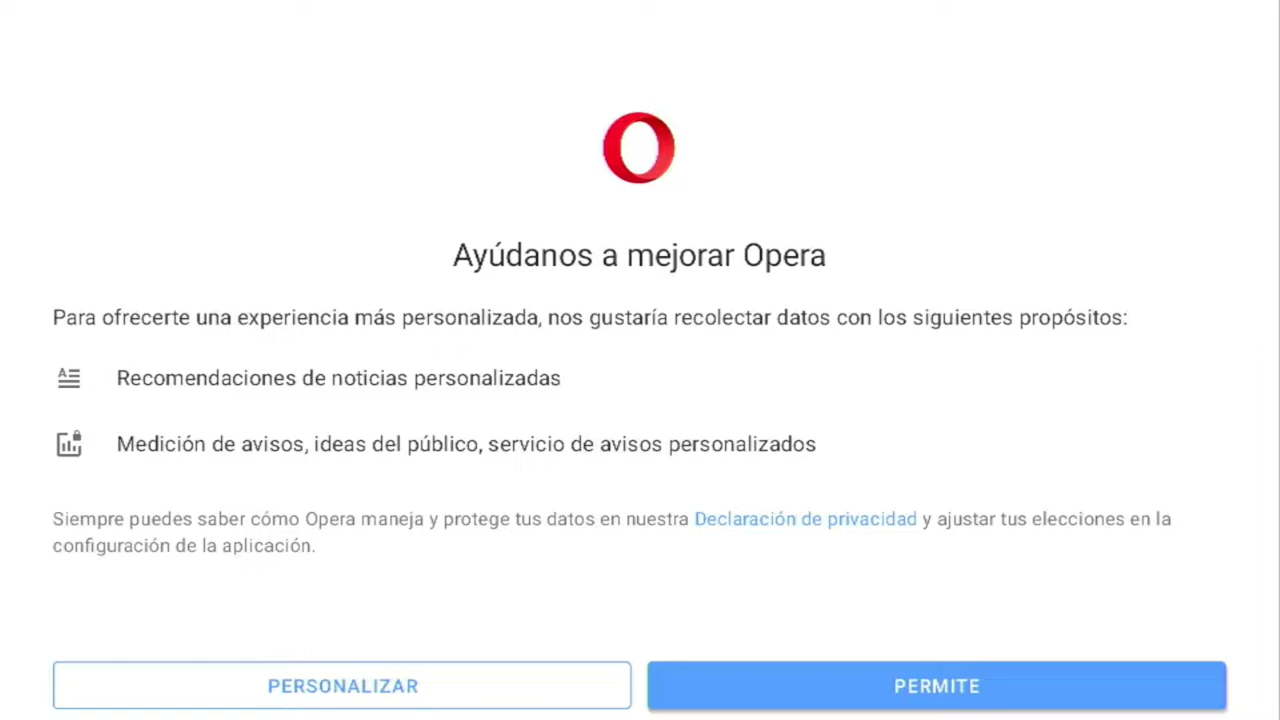 Ayúdanos a mejorar Opera
Para ofrecerte una experiencia más personalizada, nos gustaría recolectar datos con los siguientes propósitos:
Recomendaciones de noticias personalizadas
Medición de avisos, ideas del público, servicio de avisos personalizados
Siempre puedes saber cómo Opera maneja y protege tus datos en nuestra Declaración de privacidad y ajustar tus elecciones en la
configuración de la aplicación.
PERSONALIZAR
PERMITE